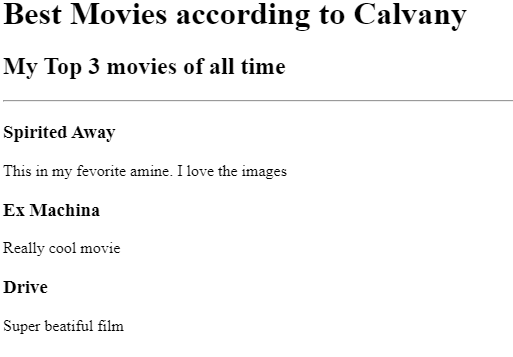 Best Movies according to Calvany
My Top 3 movies of all time
Spirited Away
This in my fevorite amine. I love the images
Ex Machina
Really cool movie
Drive
Super beatiful film